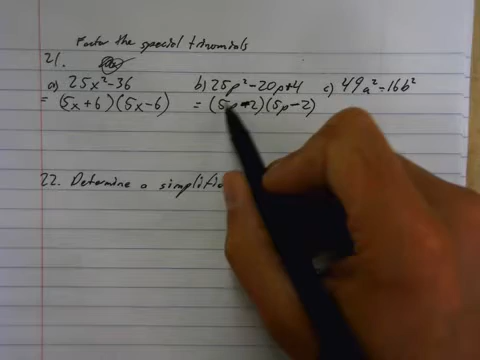 Factor the special trinomials
21.
a) 25x² - 36 b) 25p² - 20p + 4 c) 49a² - 16b²
= (5x + 6)(5x - 6) = (5p - 2)(5p - 2)
22. Determine a